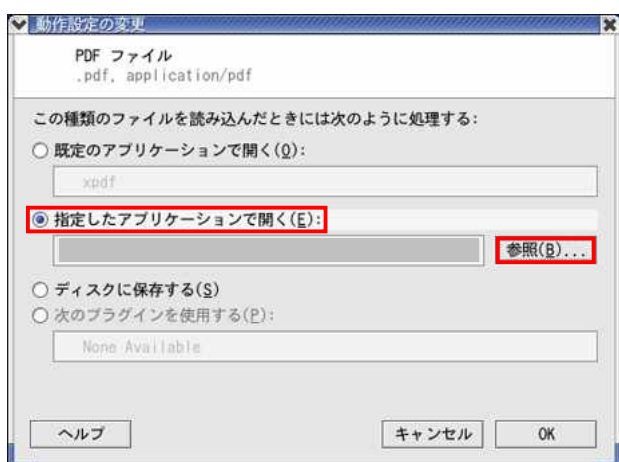 動作設定の変更
PDF ファイル
.pdf, application/pdf
この種類のファイルを読み込んだときには次のように処理する:
既定のアプリケーションで開く(O):
xpdf
指定したアプリケーションで開く(E):
参照(B)...
ディスクに保存する(S)
次のプラグインを使用する(P):
None Available
ヘルプ
キャンセル
OK